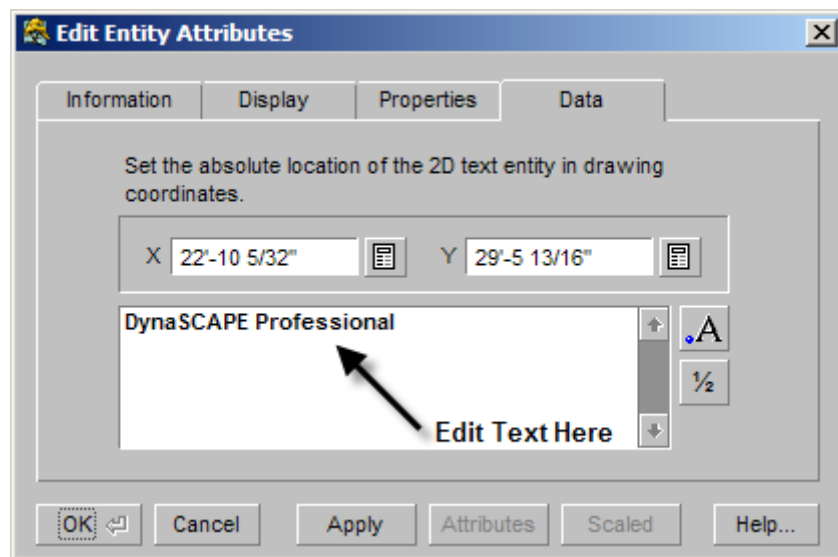 Edit Entity Attributes
Information Display Properties Data
Set the absolute location of the 2D text entity in drawing
coordinates.
X 22'-10 5/32" Y 29'-5 13/16"
DynaSCAPE Professional
.A
½
Edit Text Here
OK Cancel Apply Attributes Scaled Help...